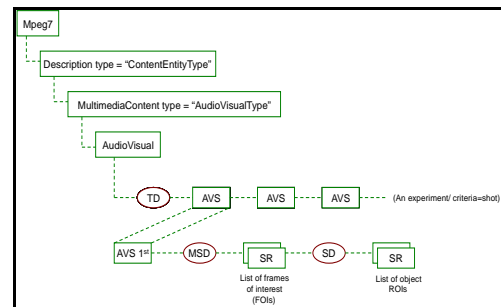 Mpeg7
Description type = “ContentEntityType”
MultimediaContent type = “AudioVisualType”
AudioVisual
TD AVS AVS AVS (An experiment/ criteria=shot)
AVS 1st MSD SR SD SR
List of frames
of interest
(FOIs)
List of object
ROIs